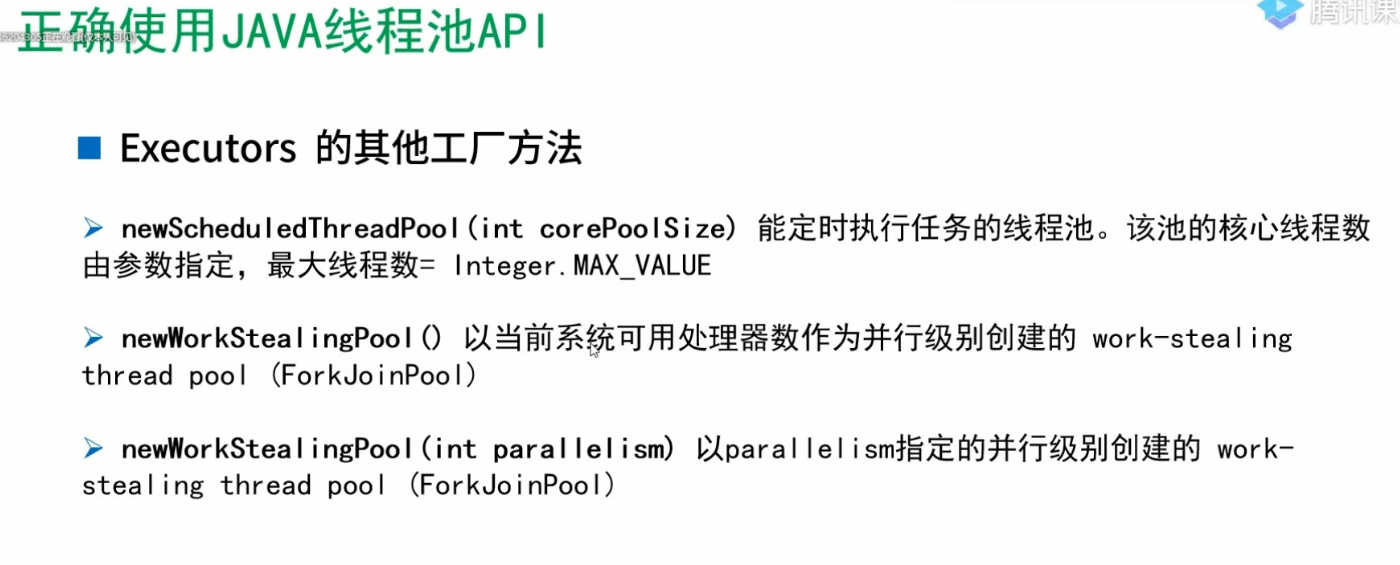 正确使用JAVA线程池API
腾讯课
Executors 的其他工厂方法
newScheduledThreadPool(int corePoolSize) 能定时执行任务的线程池。该池的核心线程数
由参数指定，最大线程数= Integer.MAX_VALUE
newWorkStealingPool() 以当前系统可用处理器数作为并行级别创建的 work-stealing
thread pool (ForkJoinPool)
newWorkStealingPool(int parallelism) 以parallelism指定的并行级别创建的 work-
stealing thread pool (ForkJoinPool)